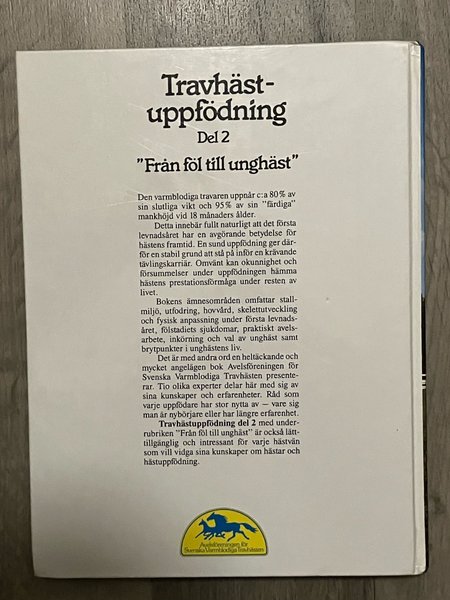 Travhäst-
uppfödning
Del 2
"Från föl till unghäst"
Den varmblodiga travaren uppnår c:a 80% av
sin slutliga vikt och 95% av sin "färdiga"
mankhöjd vid 18 månaders ålder.
Detta innebär fullt naturligt att det första
levnadsåret har en avgörande betydelse för
hästens framtid. En sund uppfödning ger där-
för en stabil grund att stå på inför en krävande
tävlingskarriär. Omvänt kan okunnighet och
försummelser under uppfödningen hämma
hästens prestationsförmåga under resten av
livet.
Bokens ämnesområden omfattar stall-
miljö, utfodring, hovvård, skelettutveckling
och fysisk anpassning under första levnads-
året, fölstadiets sjukdomar, praktiskt avels-
arbete, inkörning och val av unghäst samt
brytpunkter i unghästens liv.
Det är med andra ord en heltäckande och
mycket angelägen bok Avelsföreningen för
Svenska Varmblodiga Travhästen presente-
rar. Tio olika experter delar här med sig av
sina kunskaper och erfarenheter. Råd som
varje uppfödare har stor nytta av — vare sig
man är nybörjare eller har längre erfarenhet.
Travhästuppfödning del 2 med under-
rubriken "Från föl till unghäst" är också lätt-
tillgänglig och intressant för varje hästvän
som vill vidga sina kunskaper om hästar och
hästuppfödning.
Avelsföreningen för
Svenska Varmblodiga Travhästen